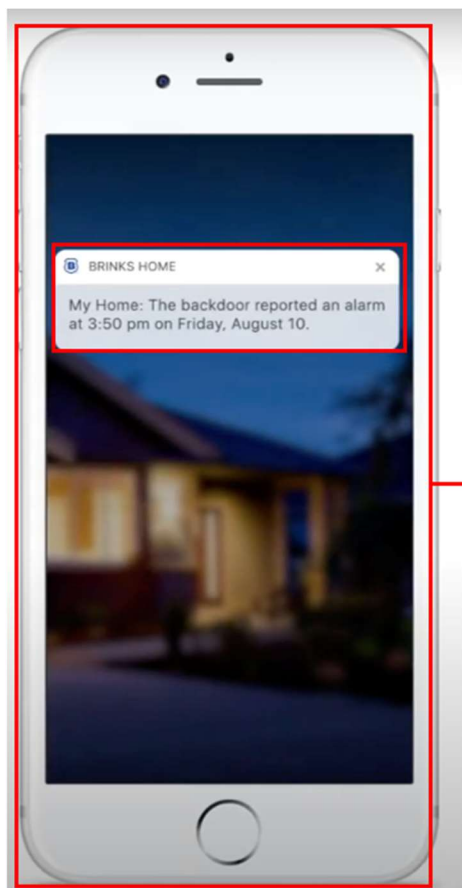 B BRINKS HOME ×
My Home: The backdoor reported an alarm
at 3:50 pm on Friday, August 10.